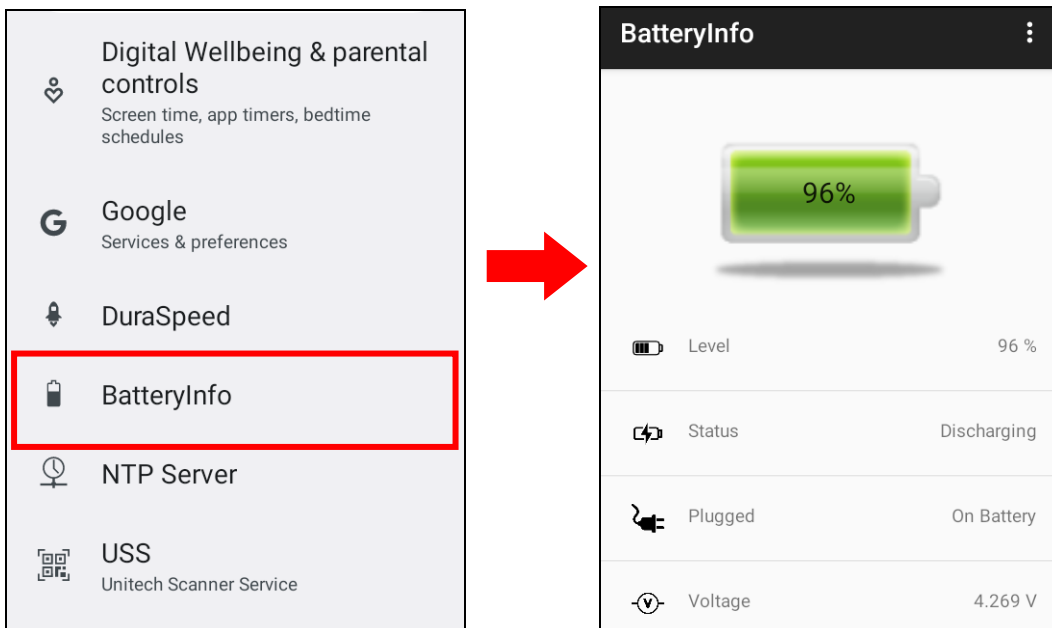 Digital Wellbeing & parental
controls
Screen time, app timers, bedtime
schedules
Google
Services & preferences
DuraSpeed
BatteryInfo
NTP Server
USS
Unitech Scanner Service
BatteryInfo
96%
Level 96 %
Status Discharging
Plugged On Battery
Voltage 4.269 V